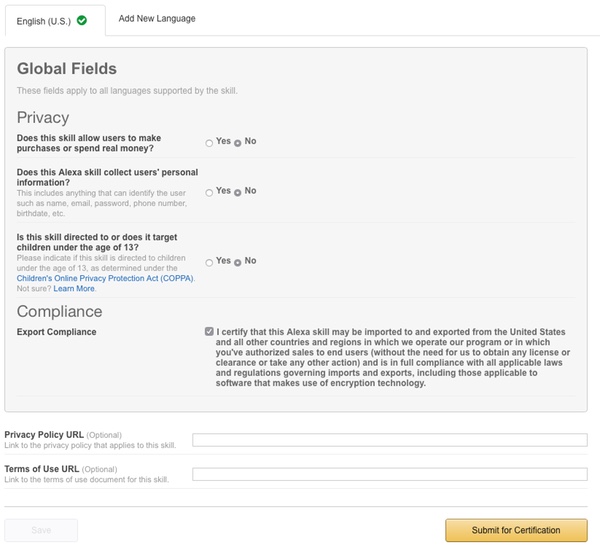 English (U.S.)
Add New Language
Global Fields
These fields apply to all languages supported by the skill.
Privacy
Does this skill allow users to make
purchases or spend real money?
Yes No
Does this Alexa skill collect users' personal
information?
This includes anything that can identify the user
such as name, email, password, phone number,
birthdate, etc.
Yes No
Is this skill directed to or does it target
children under the age of 13?
Please indicate if this skill is directed to children
under the age of 13, as determined under the
Children's Online Privacy Protection Act (COPPA).
Not sure? Learn More.
Yes No
Compliance
Export Compliance
I certify that this Alexa skill may be imported to and exported from the United States
and all other countries and regions in which we operate our program or in which
you've authorized sales to end users (without the need for us to obtain any license or
clearance or take any other action) and is in full compliance with all applicable laws
and regulations governing imports and exports, including those applicable to
software that makes use of encryption technology.
Privacy Policy URL (Optional)
Link to the privacy policy that applies to this skill.
Terms of Use URL (Optional)
Link to the terms of use document for this skill.
Save
Submit for Certification